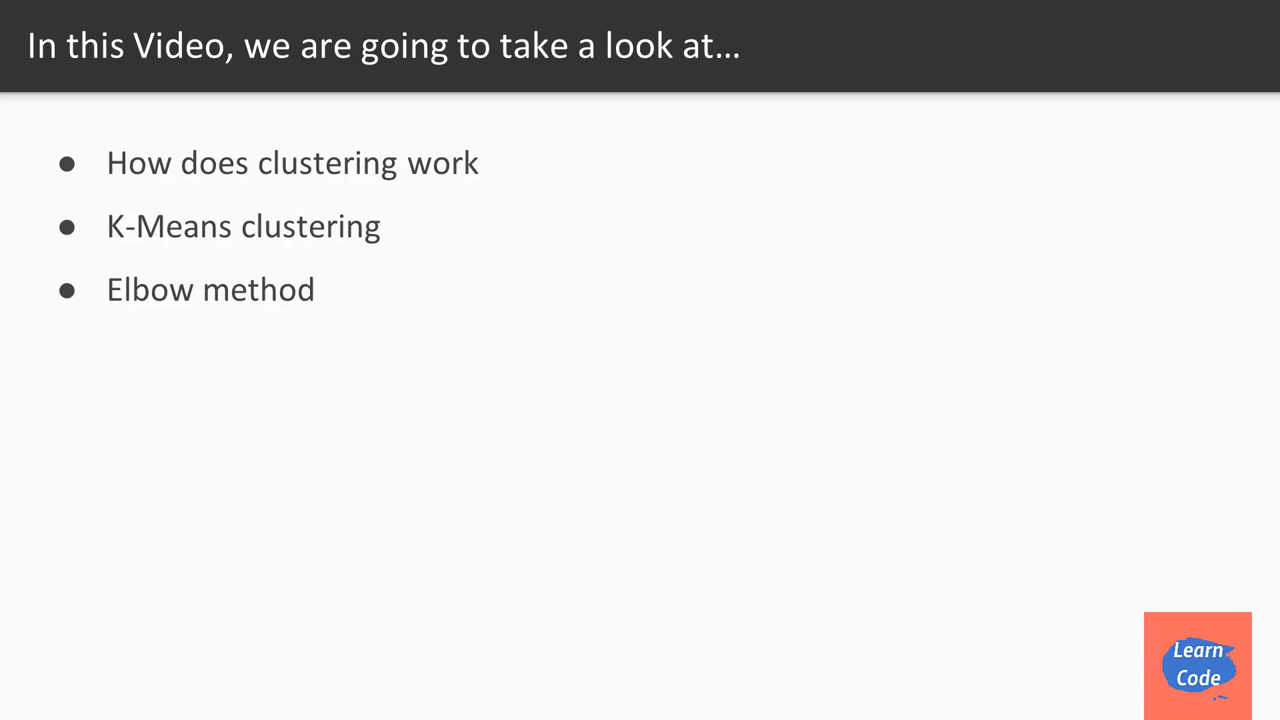 In this Video, we are going to take a look at...
● How does clustering work
● K-Means clustering
● Elbow method
Learn
Code